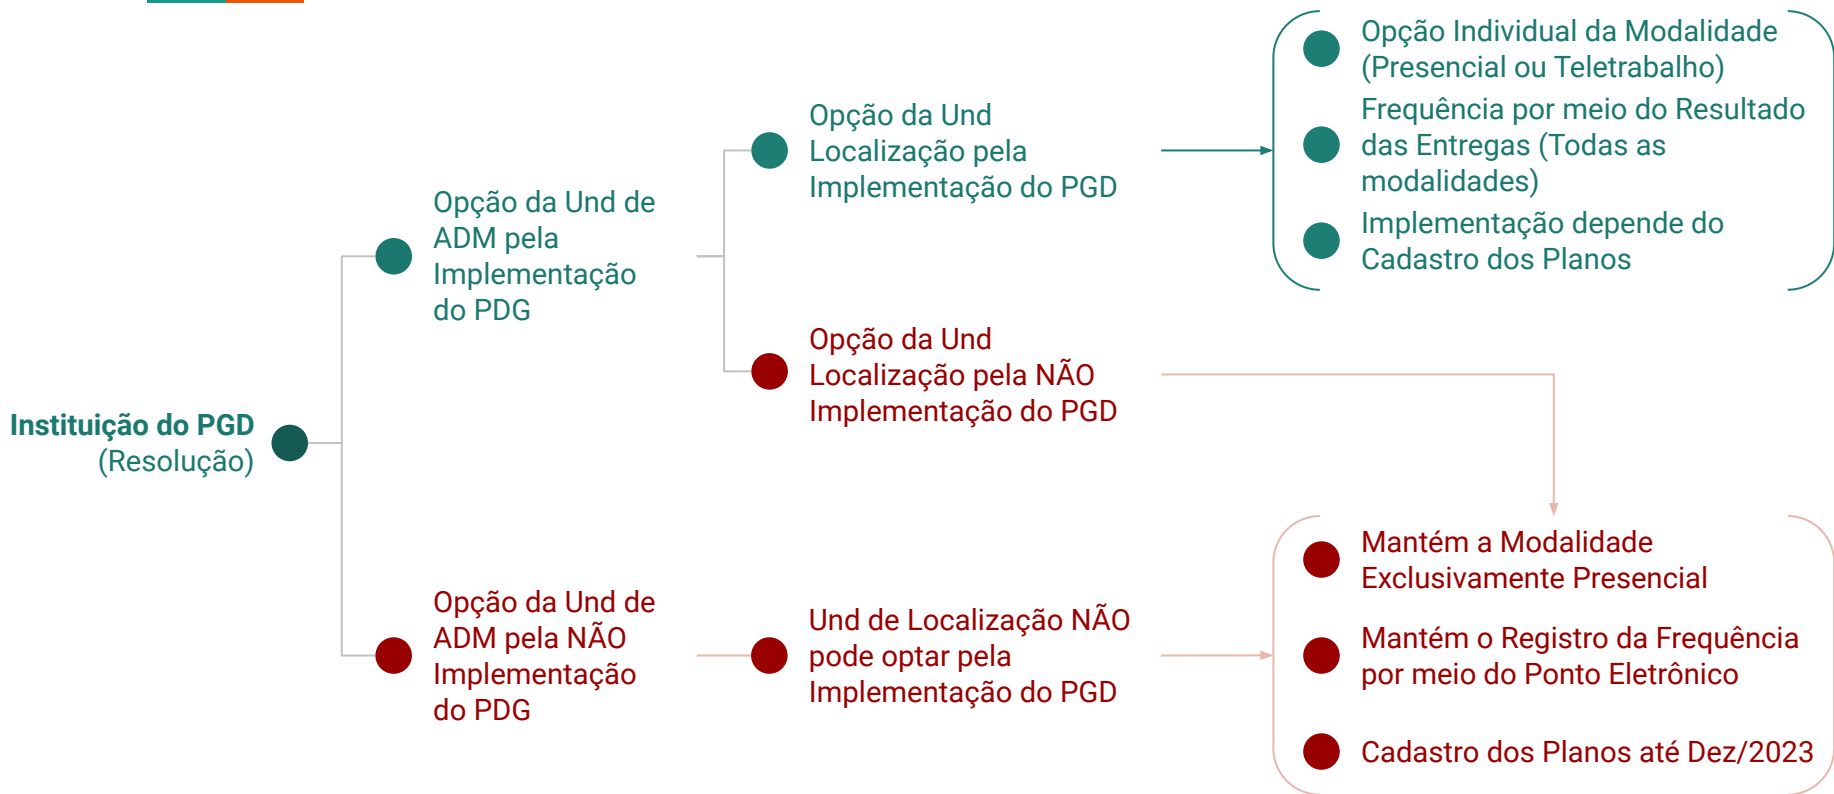 Instituição do PGD
(Resolução)
Opção da Und de
ADM pela
Implementação
do PDG
Opção da Und
Localização pela
Implementação do PGD
Opção Individual da Modalidade
(Presencial ou Teletrabalho)
Frequência por meio do Resultado
das Entregas (Todas as
modalidades)
Implementação depende do
Cadastro dos Planos
Opção da Und
Localização pela NÃO
Implementação do PGD
Opção da Und de
ADM pela NÃO
Implementação
do PDG
Und de Localização NÃO
pode optar pela
Implementação do PGD
Mantém a Modalidade
Exclusivamente Presencial
Mantém o Registro da Frequência
por meio do Ponto Eletrônico
Cadastro dos Planos até Dez/2023